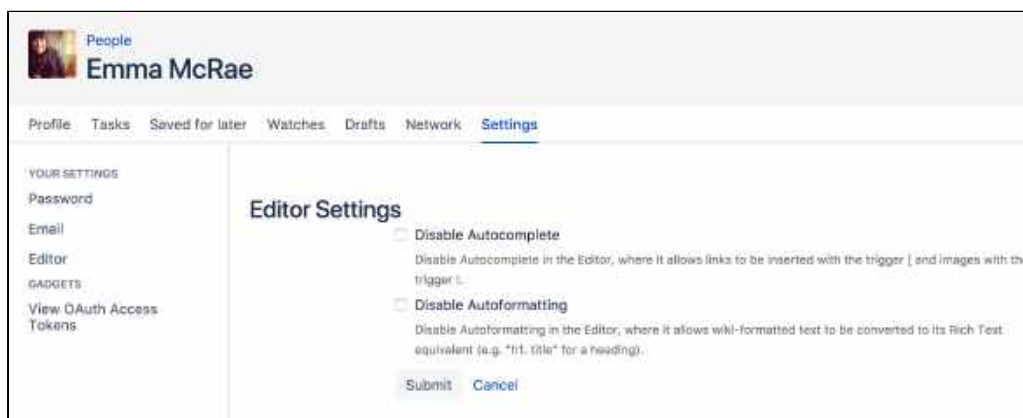 People
Emma McRae
Profile Tasks Saved for later Watches Drafts Network Settings
YOUR SETTINGS
Password
Email
Editor
GADGETS
View OAuth Access
Tokens
Editor Settings
Disable Autocomplete
Disable Autocomplete in the Editor, where it allows links to be inserted with the trigger [ and images with the
trigger !.
Disable Autoformatting
Disable Autoformatting in the Editor, where it allows wiki-formatted text to be converted to its Rich Text
equivalent (e.g. "h1. title" for a heading).
Submit Cancel